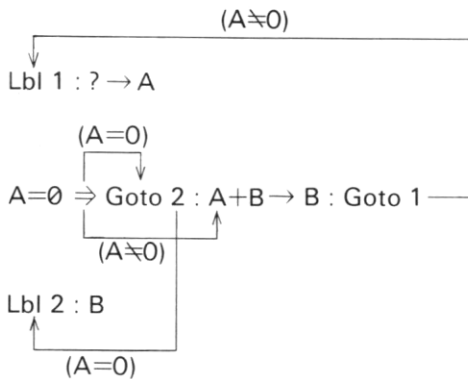 (A≠0)
Lbl 1 : ? → A
(A=0)
A=0 ⇒ Goto 2 : A+B → B : Goto 1
(A≠0)
Lbl 2 : B
(A=0)